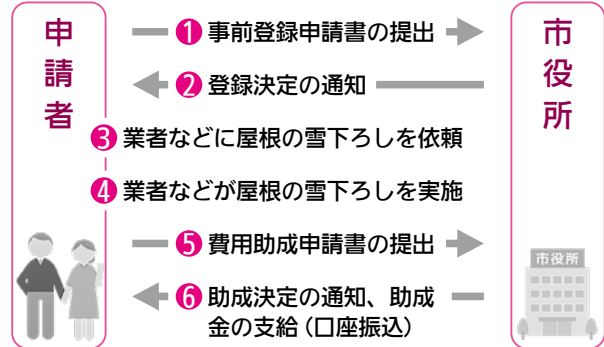 申請者
市役所
❶事前登録申請書の提出
❷登録決定の通知
❸業者などに屋根の雪下ろしを依頼
❹業者などが屋根の雪下ろしを実施
❺費用助成申請書の提出
❻助成決定の通知、助成
金の支給(口座振込)
市役所